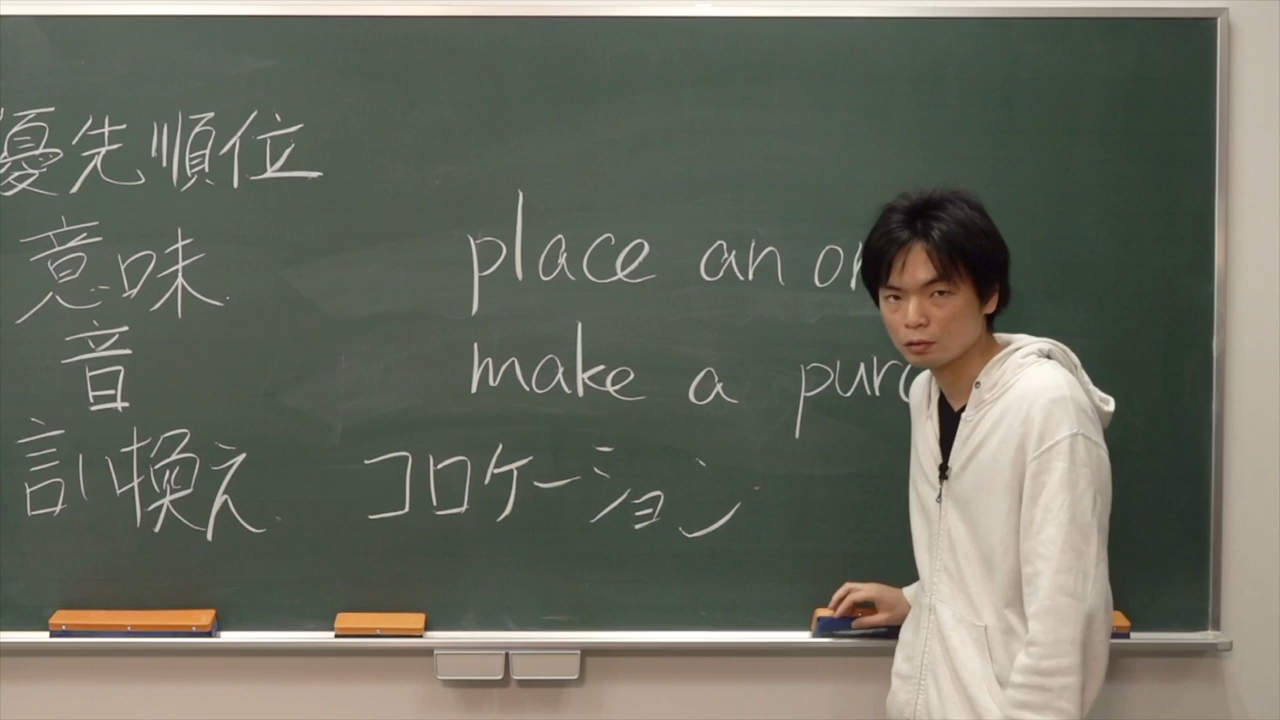 優先順位
意味
place an
音
make a
言い換え コロケーション